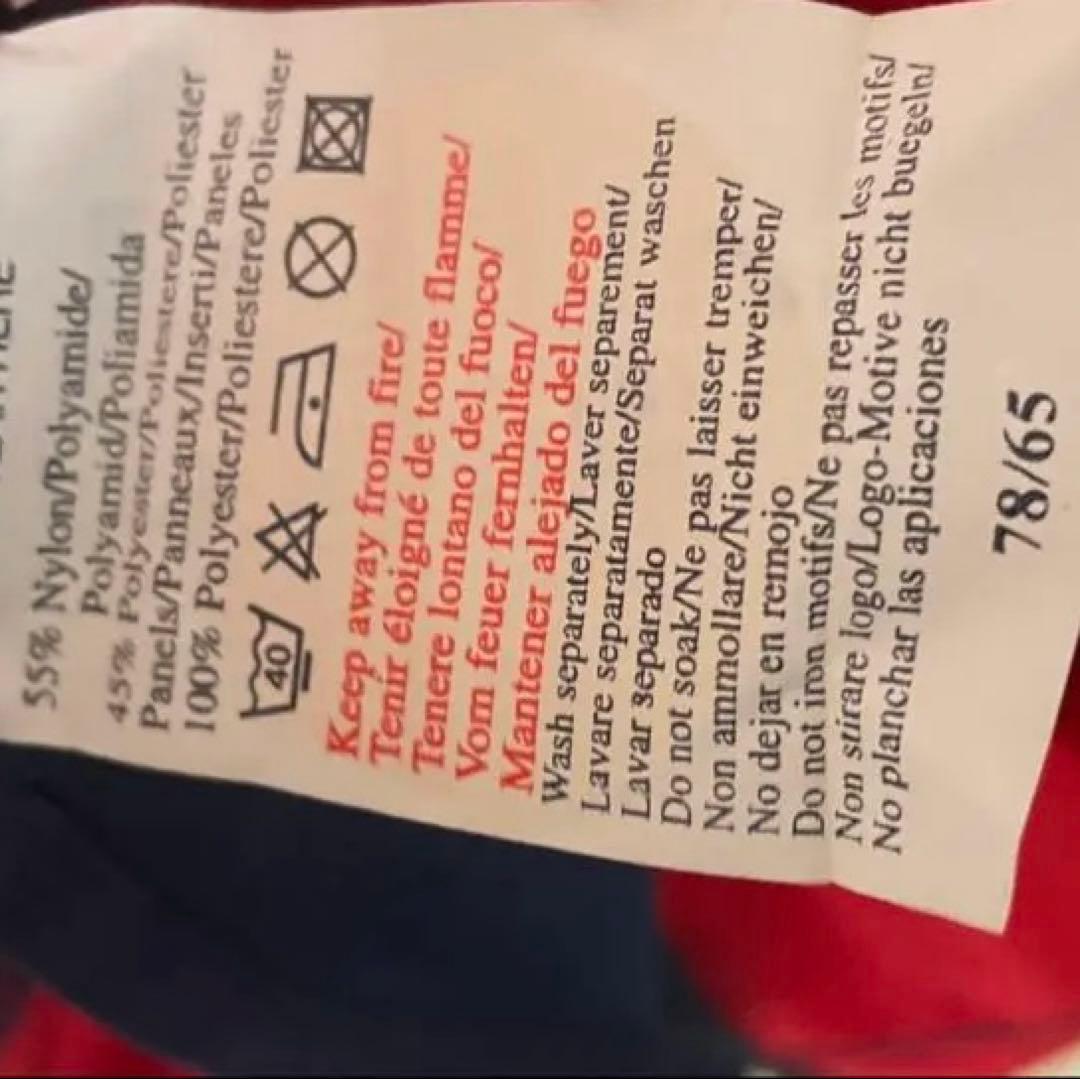 55% Nylon/Polyamide/
Polyamid/Poliamida
45% Polyester/Poliestere/Poliester
Panels/Panneaux/Inserti/Paneles
100% Polyester/Poliestere/Poliester
40
Keep away from fire/
Tenir éloigné de toute flamme/
Tenere lontano del fuoco/
Vom feuer fernhalten/
Mantener alejado del fuego
Wash separately/Laver separement/
Lavare separatamente/Separat waschen
Lavar separado
Do not soak/Ne pas laisser tremper/
Non ammollare/Nicht einweichen/
No dejar en remojo
Do not iron motifs/Ne pas repasser les motifs/
Non stirare logo/Logo-Motive nicht buegeln/
No planchar las aplicaciones
78/65